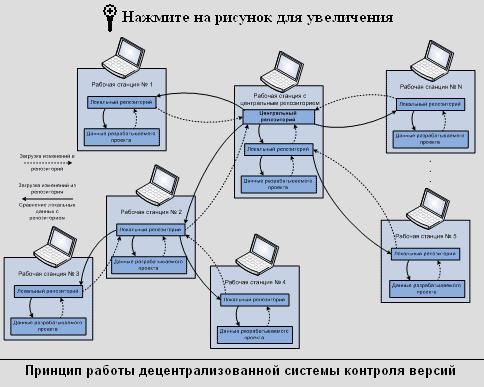 Нажмите на рисунок для увеличения
Рабочая станция № 1
Локальный репозиторий
Данные разрабатываемого
проекта
Рабочая станция с
центральным репозиторием
Центральный
репозиторий
Локальный репозиторий
Данные разрабатываемого
проекта
Рабочая станция № N
Локальный репозиторий
Данные разрабатываемого
проекта
Загрузка изменений в
репозиторий
Загрузка изменений из
репозитория
Сравнение локальных
данных с
репозиторием
Рабочая станция № 2
Локальный репозиторий
Данные разрабатываемого
проекта
Рабочая станция № 5
Локальный репозиторий
Данные разрабатываемого
проекта
Рабочая станция № 3
Локальный репозиторий
Данные разрабатываемого
проекта
Рабочая станция № 4
Локальный репозиторий
Данные разрабатываемого
проекта
Принцип работы децентрализованной системы контроля версий